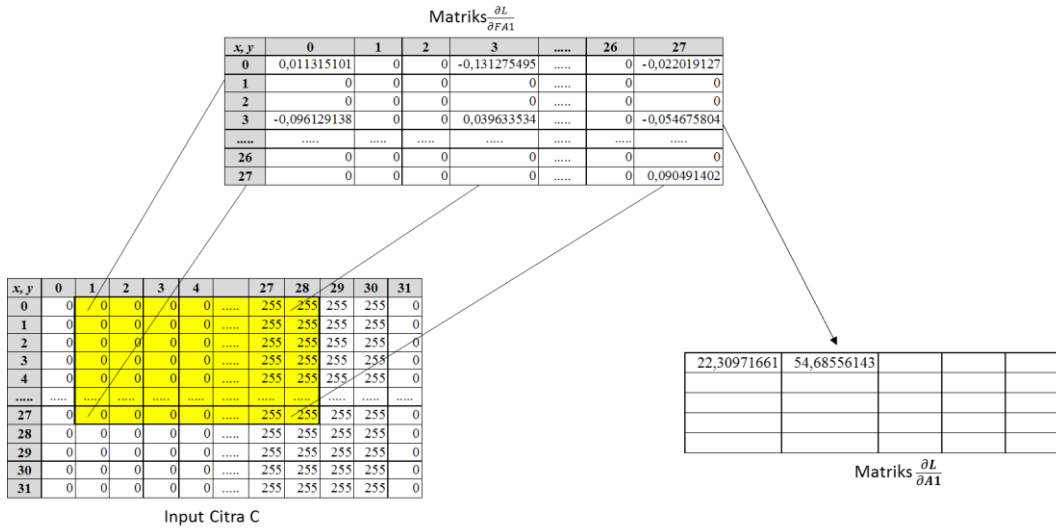 Matriks ∂L/∂FA1
x, y 0 1 2 3 ..... 26 27
0 0,011315101 0 0 -0,131275495 ..... 0 -0,022019127
1 0 0 0 0 ..... 0 0
2 0 0 0 0 ..... 0 0
3 -0,096129138 0 0 0,039633534 ..... 0 -0,054675804
..... ..... ..... ..... ..... ..... ..... .....
26 0 0 0 0 ..... 0 0
27 0 0 0 0 ..... 0 0,090491402
x, y 0 1 2 3 4 27 28 29 30 31
0 0 0 0 0 0 ..... 255 255 255 255 0
1 0 0 0 0 0 ..... 255 255 255 255 0
2 0 0 0 0 0 ..... 255 255 255 255 0
3 0 0 0 0 0 ..... 255 255 255 255 0
4 0 0 0 0 0 ..... 255 255 255 255 0
..... ..... ..... ..... ..... ..... ..... ..... ..... ..... ..... .....
27 0 0 0 0 0 ..... 255 255 255 255 0
28 0 0 0 0 0 ..... 255 255 255 255 0
29 0 0 0 0 0 ..... 255 255 255 255 0
30 0 0 0 0 0 ..... 255 255 255 255 0
31 0 0 0 0 0 ..... 255 255 255 255 0
Input Citra C
22,30971661 54,68556143
Matriks ∂L/∂A1